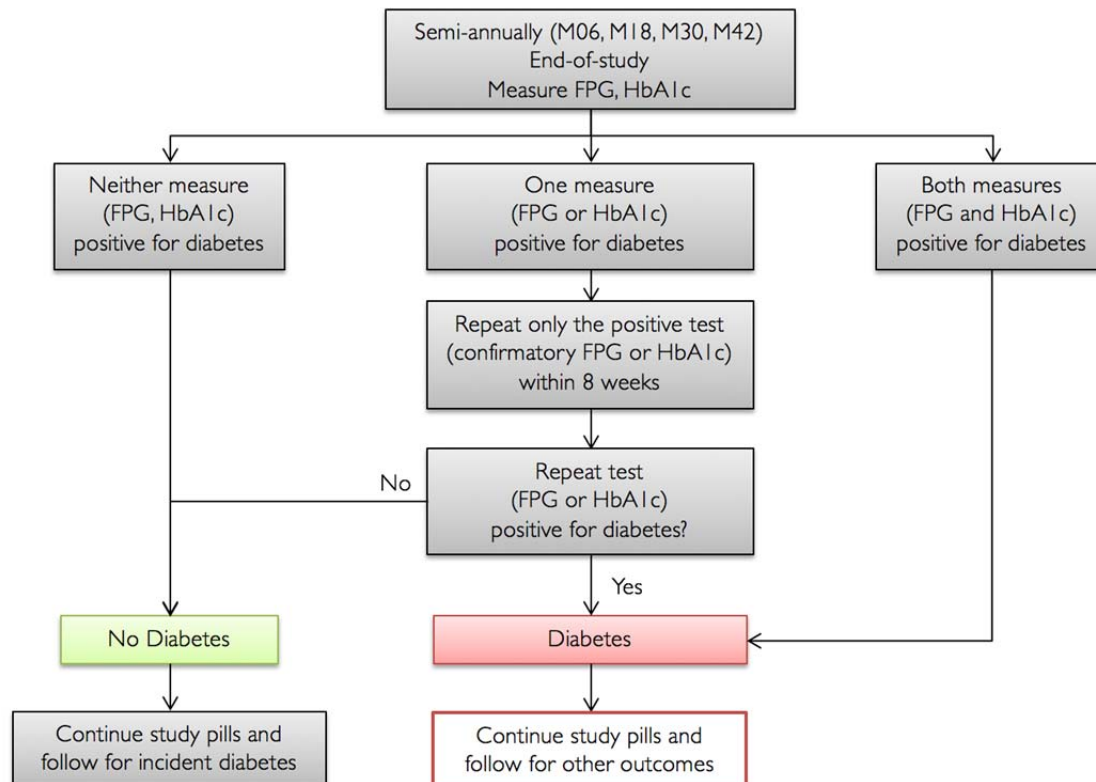 Semi-annually (M06, M18, M30, M42)
End-of-study
Measure FPG, HbA1c
Neither measure
(FPG, HbA1c)
positive for diabetes
One measure
(FPG or HbA1c)
positive for diabetes
Both measures
(FPG and HbA1c)
positive for diabetes
Repeat only the positive test
(confirmatory FPG or HbA1c)
within 8 weeks
Repeat test
(FPG or HbA1c)
positive for diabetes?
No
Yes
No Diabetes
Diabetes
Continue study pills and
follow for incident diabetes
Continue study pills and
follow for other outcomes